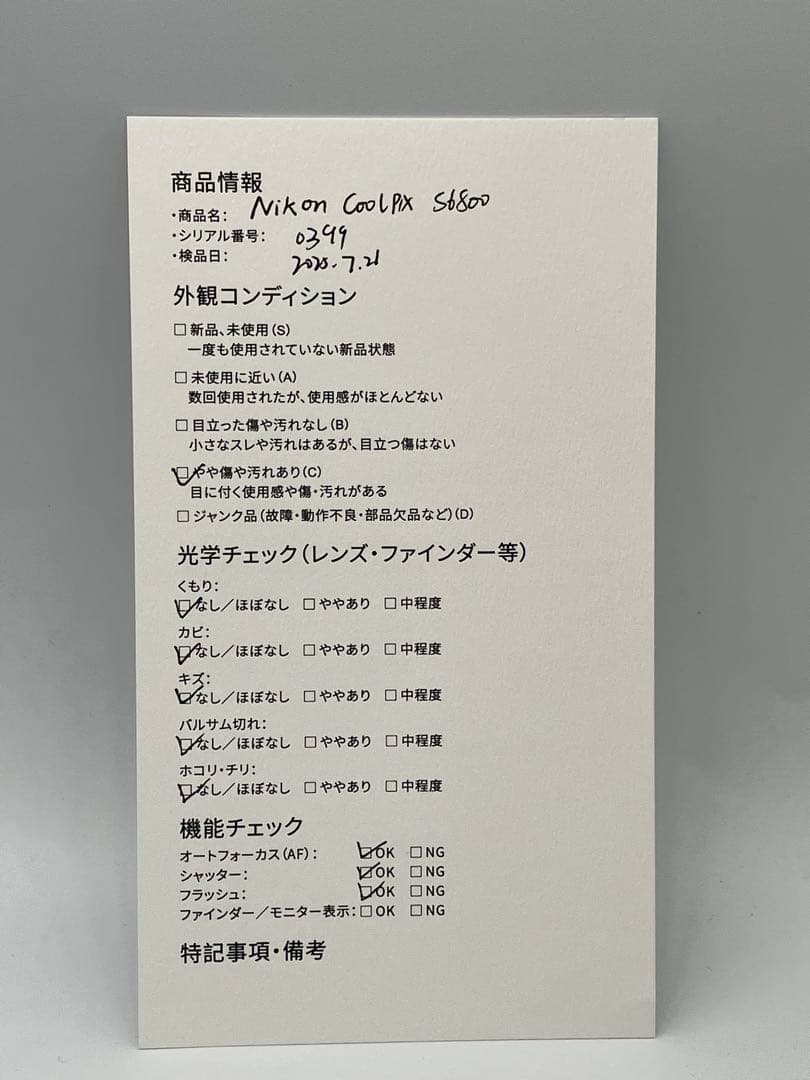 商品情報
・商品名: Nikon CoolPix S6800
・シリアル番号: 0399
・検品日: 2025.7.21
外観コンディション
☐ 新品、未使用(S)
一度も使用されていない新品状態
☐ 未使用に近い(A)
数回使用されたが、使用感がほとんどない
☐ 目立った傷や汚れなし(B)
小さなスレや汚れはあるが、目立つ傷はない
☑ やや傷や汚れあり(C)
目に付く使用感や傷・汚れがある
☐ ジャンク品(故障・動作不良・部品欠品など)(D)
光学チェック(レンズ・ファインダー等)
くもり:
☑ なし/ほぼなし ☐ ややあり ☐ 中程度
カビ:
☑ なし/ほぼなし ☐ ややあり ☐ 中程度
キズ:
☑ なし/ほぼなし ☐ ややあり ☐ 中程度
バルサム切れ:
☑ なし/ほぼなし ☐ ややあり ☐ 中程度
ホコリ・チリ:
☑ なし/ほぼなし ☐ ややあり ☐ 中程度
機能チェック
オートフォーカス(AF): ☑ OK ☐ NG
シャッター: ☑ OK ☐ NG
フラッシュ: ☑ OK ☐ NG
ファインダー/モニター表示: ☐ OK ☐ NG
特記事項・備考